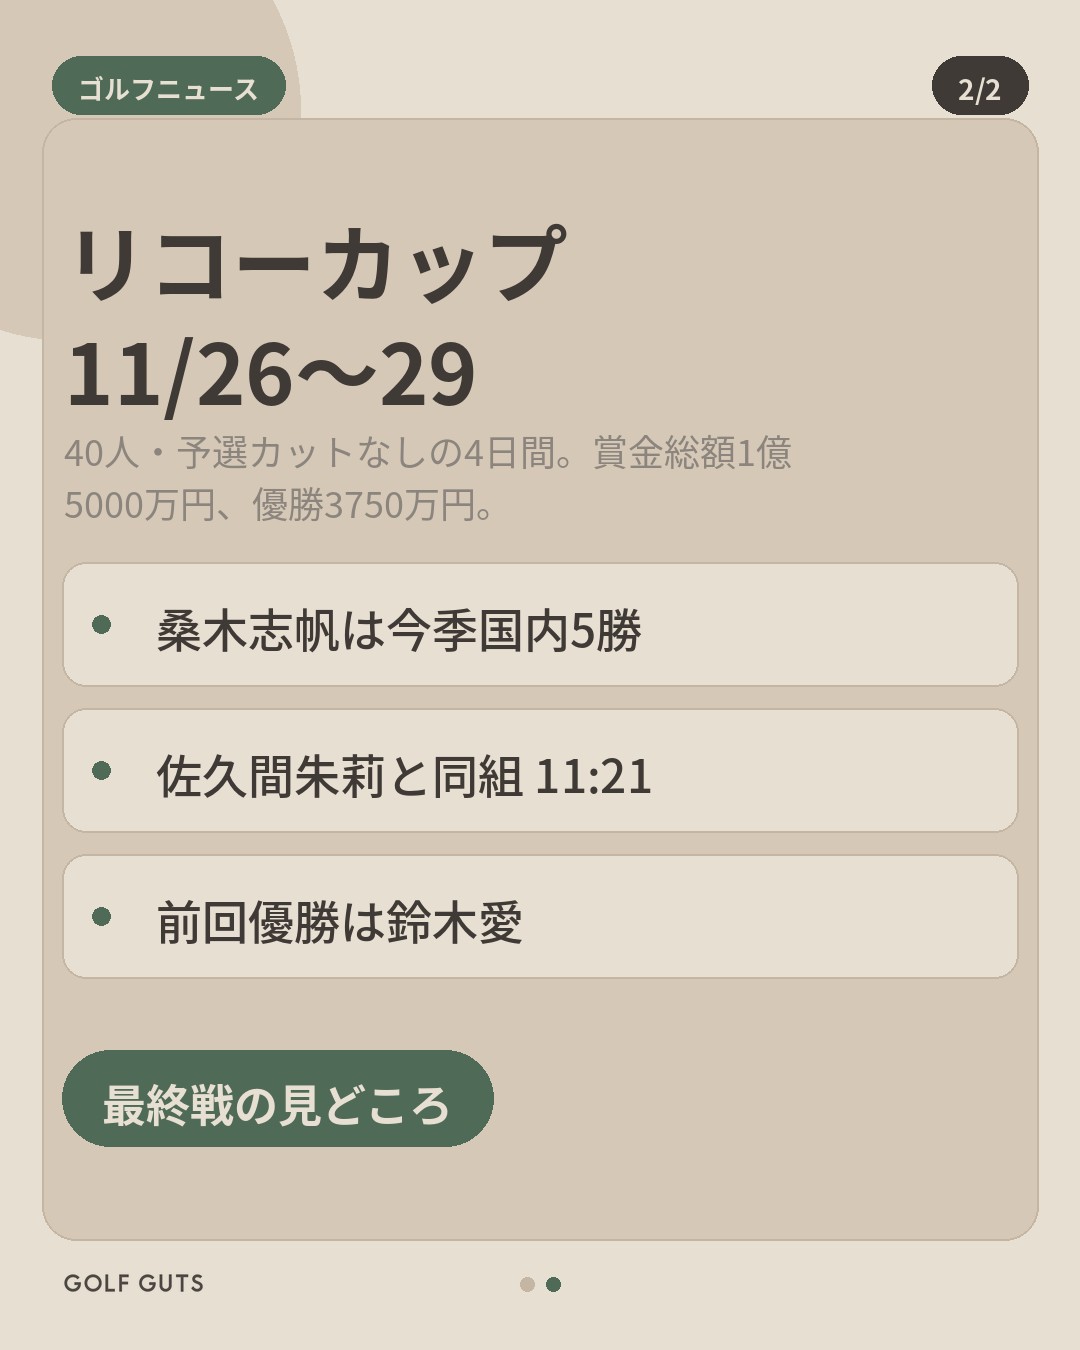 ゴルフニュース
2/2
リコーカップ
11/26〜29
40人・予選カットなしの4日間。賞金総額1億
5000万円、優勝3750万円。
桑木志帆は今季国内5勝
佐久間朱莉と同組 11:21
前回優勝は鈴木愛
最終戦の見どころ
GOLF GUTS